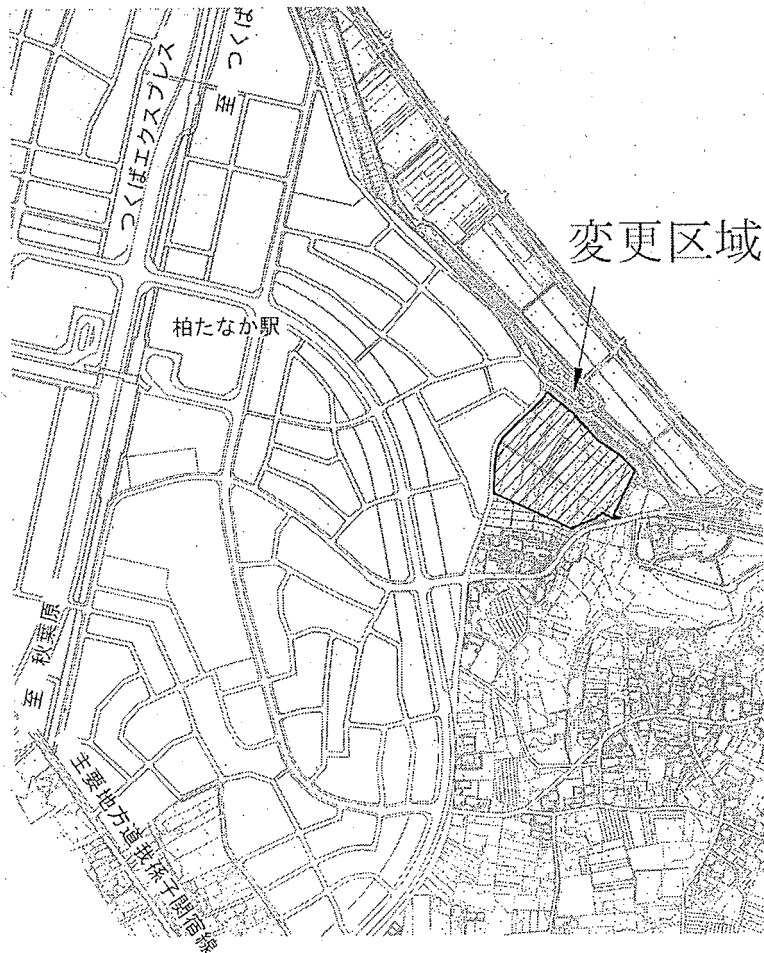 至 つくば
つくばエクスプレス
変更区域
柏たなか駅
至 秋葉原
主要地方道我孫子関宿線